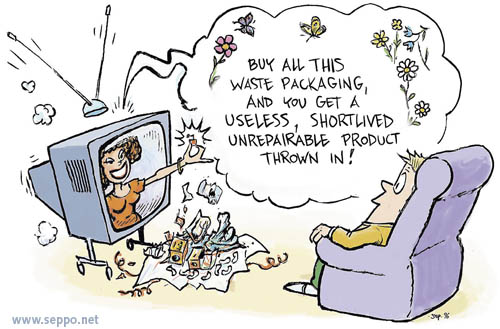 BUY ALL THIS
WASTE PACKAGING,
AND YOU GET A
USELESS, SHORTLIVED
UNREPAIRABLE PRODUCT
THROWN IN!
www.seppo.net